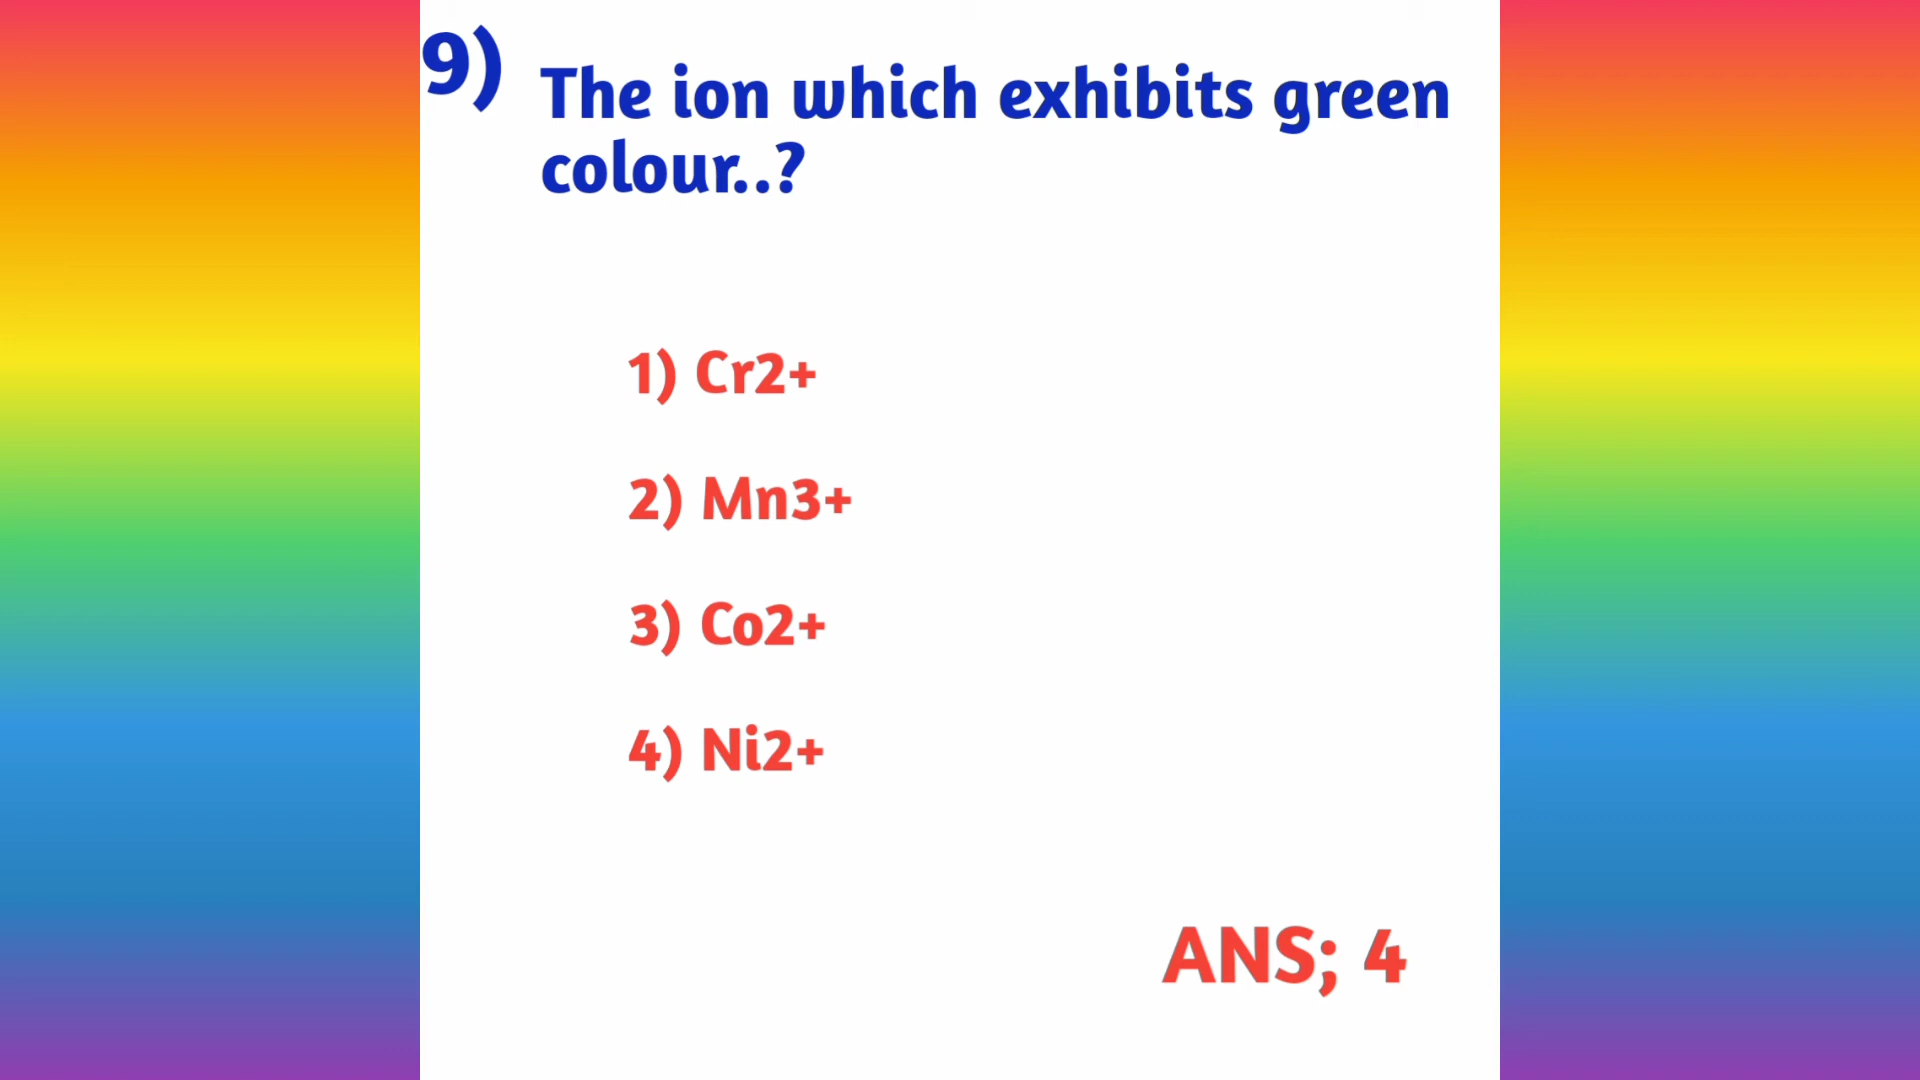 9)
The ion which exhibits green
colour..?
1) Cr2+
2) Mn3+
3) Co2+
4) Ni2+
ANS; 4